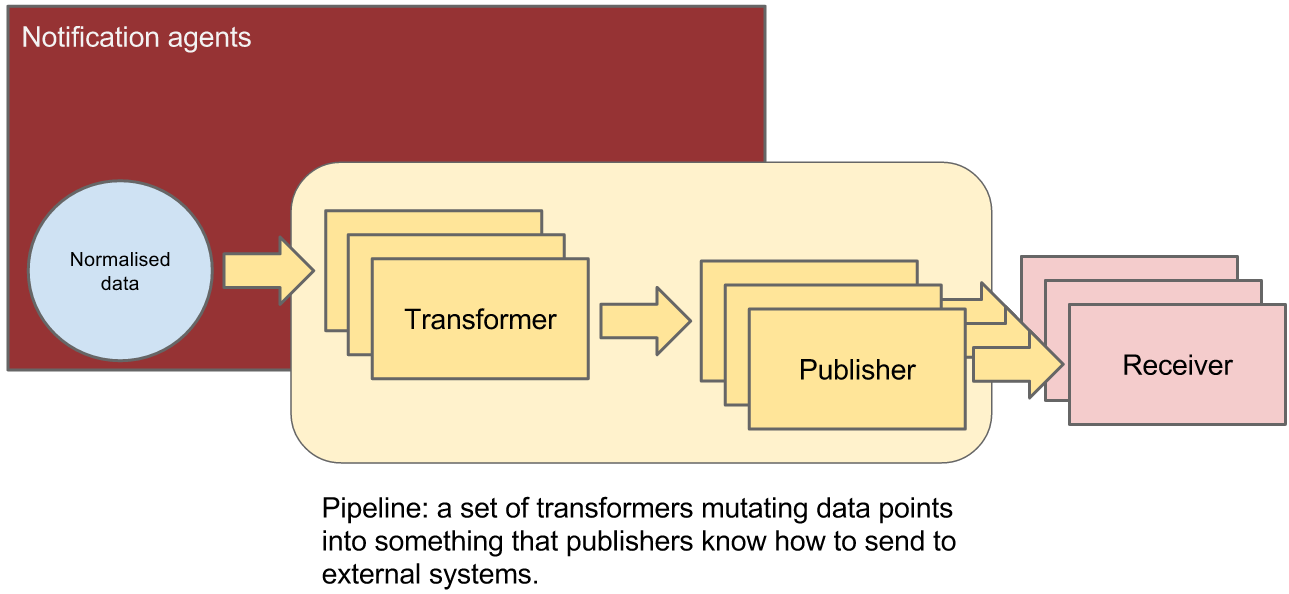 Notification agents
Normalised
data
Transformer
Publisher
Receiver
Pipeline: a set of transformers mutating data points
into something that publishers know how to send to
external systems.